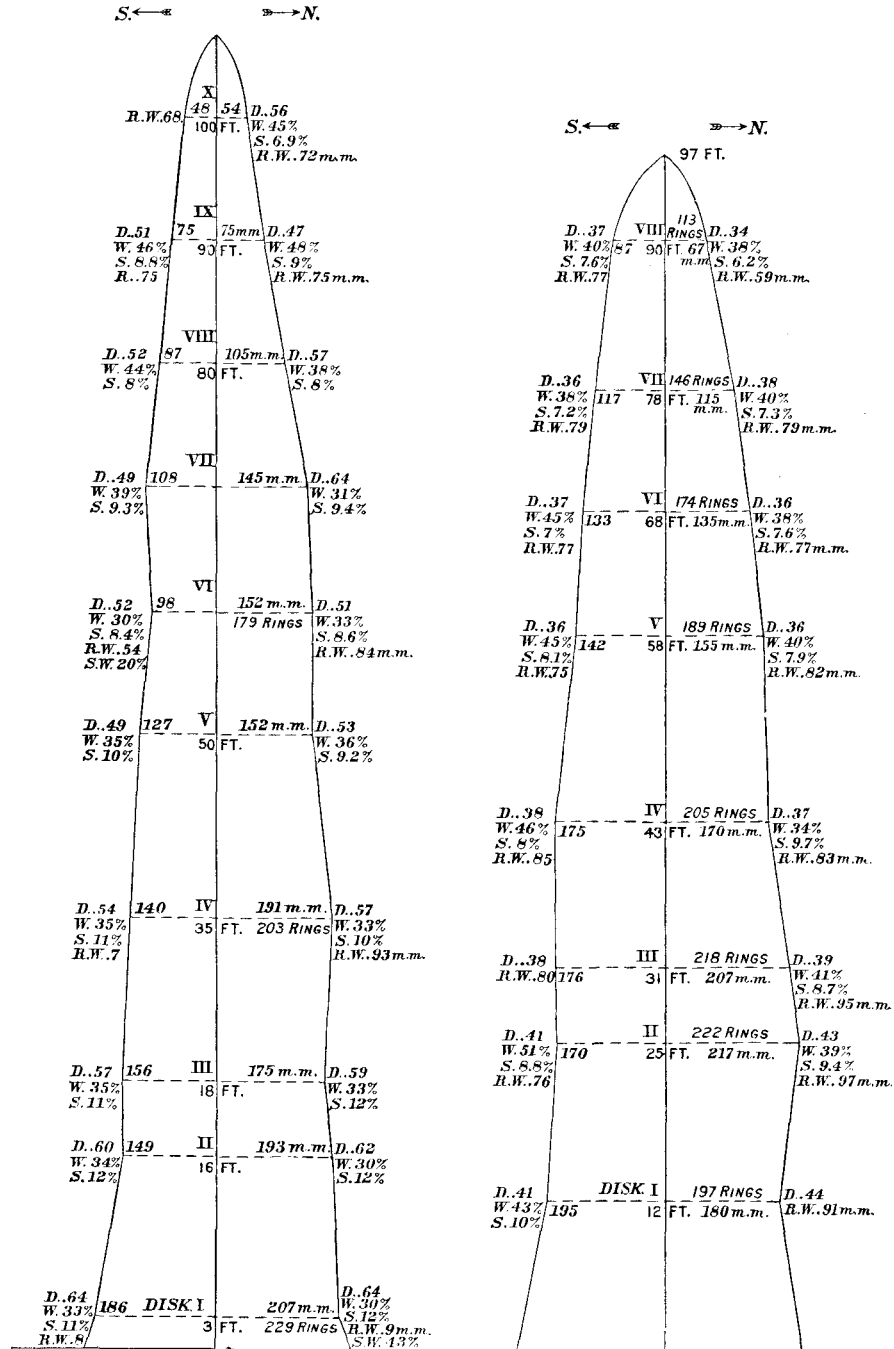 S. N.
X
R.W..68. 48 54 D..56
100 FT. W. 45%
S. 6.9%
R.W..72 m.m.
IX
D..51 75 75 mm D..47
W. 46% 90 FT. W. 48%
S. 8.8% S. 9%
R..75 R.W..75 m.m.
VIII
D..52 87 105 m.m. D..57
W. 44% 80 FT. W. 38%
S. 8% S. 8%
VII
D..49 108 145 m.m. D..64
W. 39% W. 31%
S. 9.3% S. 9.4%
VI
D..52 98 152 m.m. D..51
W. 30% 179 RINGS W. 33%
S. 8.4% S. 8.6%
R.W..54 R.W..84 m.m.
S.W. 20%
V
D..49 127 152 m.m. D..53
W. 35% 50 FT. W. 36%
S. 10% S. 9.2%
D..54 140 IV 191 m.m. D..57
W. 35% 35 FT. 203 RINGS W. 33%
S. 11% S. 10%
R.W..7 R.W..93 m.m.
D..57 156 III 175 m.m. D..59
W. 35% 18 FT. W. 33%
S. 11% S. 12%
D..60 149 II 193 m.m. D..62
W. 34% 16 FT. W. 30%
S. 12% S. 12%
D..64 D..64
W. 33% 186 DISK I. 207 m.m. W. 30%
S. 11% 3 FT. 229 RINGS S. 12%
R.W..8 R.W..9 m.m.
S.W. 43%
S. N.
97 FT.
113
D..37 VIII RINGS D..34
W. 40% 87 90 FT. 67 W. 38%
S. 7.6% m.m. S. 6.2%
R.W..77 R.W..59 m.m.
D..36 VII 146 RINGS D..38
W. 38% 117 78 FT. 115 W. 40%
S. 7.2% m.m. S. 7.3%
R.W..79 R.W..79 m.m.
D..37 VI 174 RINGS D..36
W. 45% 133 68 FT. 135 m.m. W. 38%
S. 7% S. 7.6%
R.W..77 R.W..77 m.m.
D..36 V 189 RINGS D..36
W. 45% 142 58 FT. 155 m.m. W. 40%
S. 8.1% S. 7.9%
R.W..75 R.W..82 m.m.
D..38 IV 205 RINGS D..37
W. 46% 175 43 FT. 170 m.m. W. 34%
S. 8% S. 9.7%
R.W..85 R.W..83 m.m.
D..38 III 218 RINGS D..39
R.W..80 176 31 FT. 207 m.m. W. 41%
S. 8.7%
R.W..95 m.m.
D..41 II 222 RINGS D..43
W. 51% 170 25 FT. 217 m.m. W. 39%
S. 8.8% S. 9.4%
R.W..76 R.W..97 m.m.
D..41 DISK. I 197 RINGS D..44
W. 43% 195 12 FT. 180 m.m. R.W..91 m.m.
S. 10%